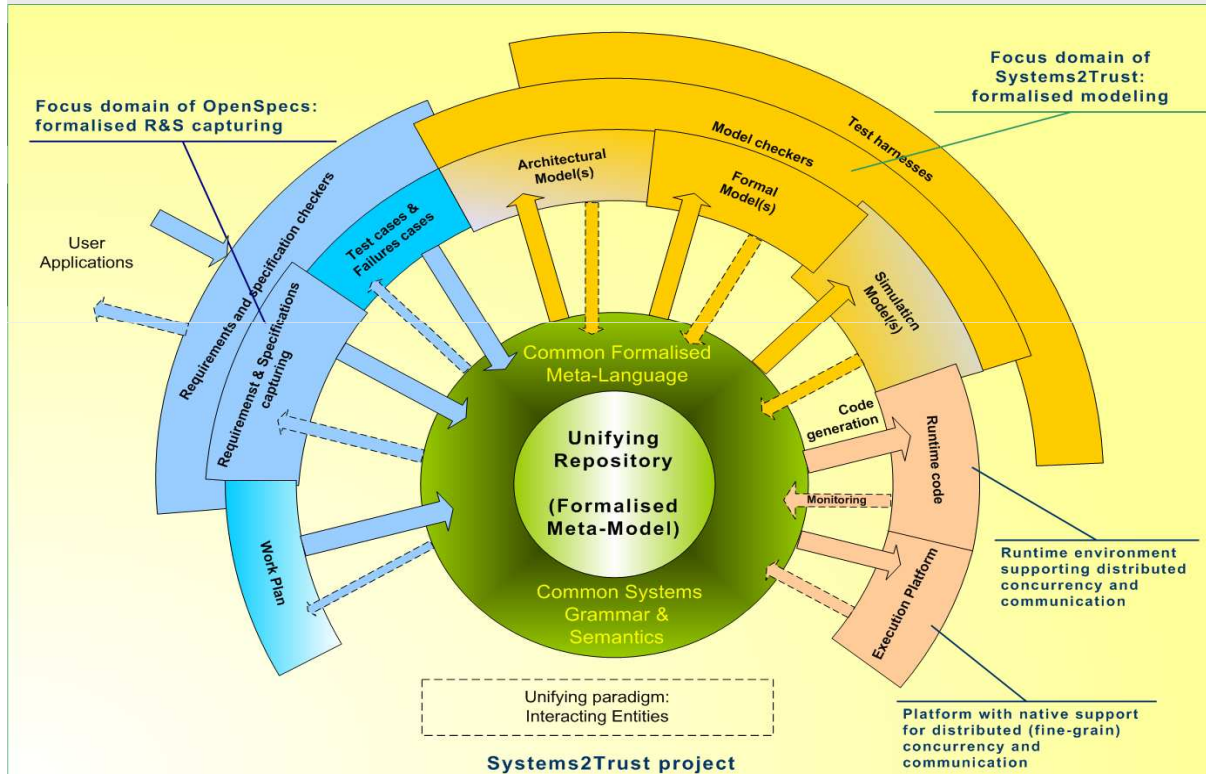 Focus domain of OpenSpecs:
formalised R&S capturing
Focus domain of
Systems2Trust:
formalised modeling
User
Applications
Requirements and specification checkers
Requirenest & Specifications
capturing
Test cases &
Failures cases
Work Plan
Architectural
Model(s)
Formal
Model(s)
Model checkers
Test harnesses
Simulation
Model(s)
Common Formalised
Meta-Language
Unifying
Repository
(Formalised
Meta-Model)
Common Systems
Grammar &
Semantics
Code
generation
Runtime code
Monitoring
Execution Platform
Runtime environment
supporting distributed
concurrency and
communication
Platform with native support
for distributed (fine-grain)
concurrency and
communication
Unifying paradigm:
Interacting Entities
Systems2Trust project